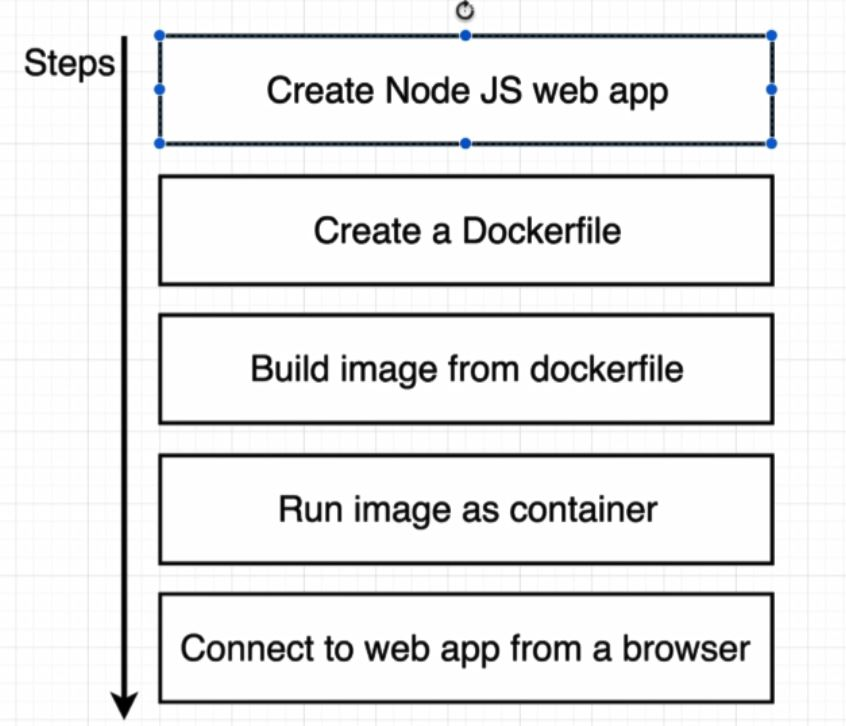 Steps
Create Node JS web app
Create a Dockerfile
Build image from dockerfile
Run image as container
Connect to web app from a browser